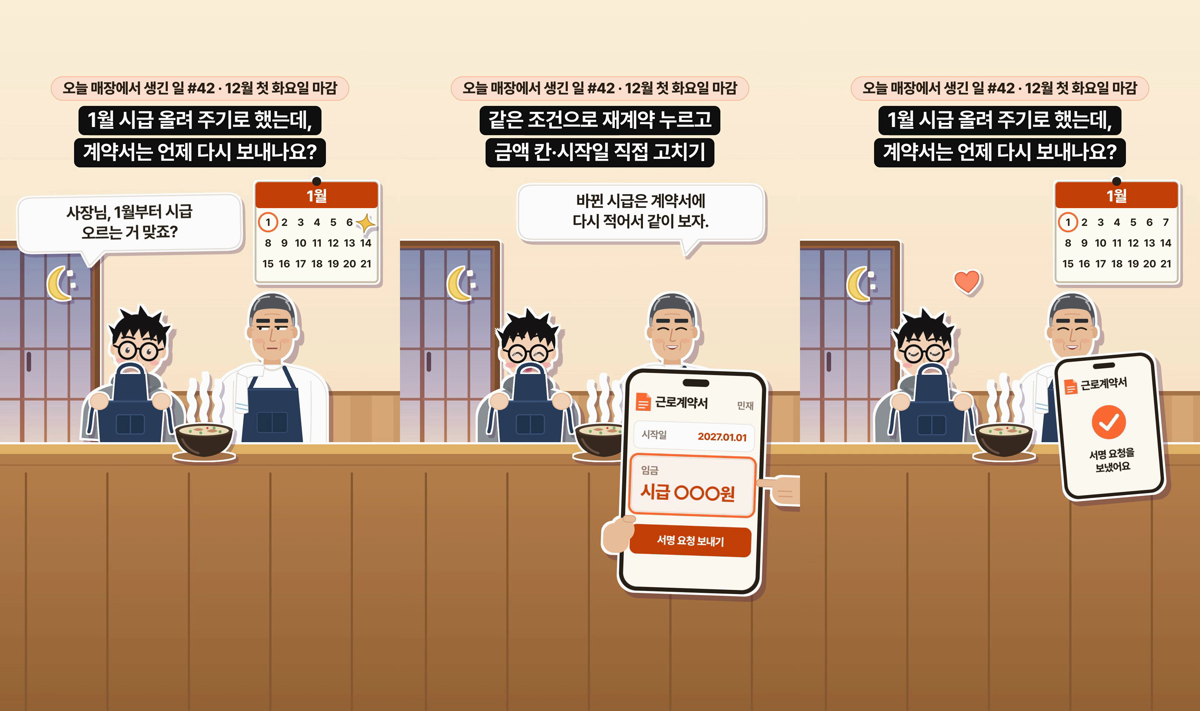 오늘 매장에서 생긴 일 #42 · 12월 첫 화요일 마감
1월 시급 올려 주기로 했는데,
계약서는 언제 다시 보내나요?
사장님, 1월부터 시급
오르는 거 맞죠?
1월
1 2 3 4 5 6
8 9 10 11 12 13 14
15 16 17 18 19 20 21
오늘 매장에서 생긴 일 #42 · 12월 첫 화요일 마감
같은 조건으로 재계약 누르고
금액 칸·시작일 직접 고치기
바뀐 시급은 계약서에
다시 적어서 같이 보자.
근로계약서 민재
시작일 2027.01.01
임금
시급 〇〇〇원
서명 요청 보내기
오늘 매장에서 생긴 일 #42 · 12월 첫 화요일 마감
1월 시급 올려 주기로 했는데,
계약서는 언제 다시 보내나요?
1월
1 2 3 4 5 6 7
8 9 10 11 12 13 14
15 16 17 18 19 20 21
근로계약서
서명 요청을
보냈어요